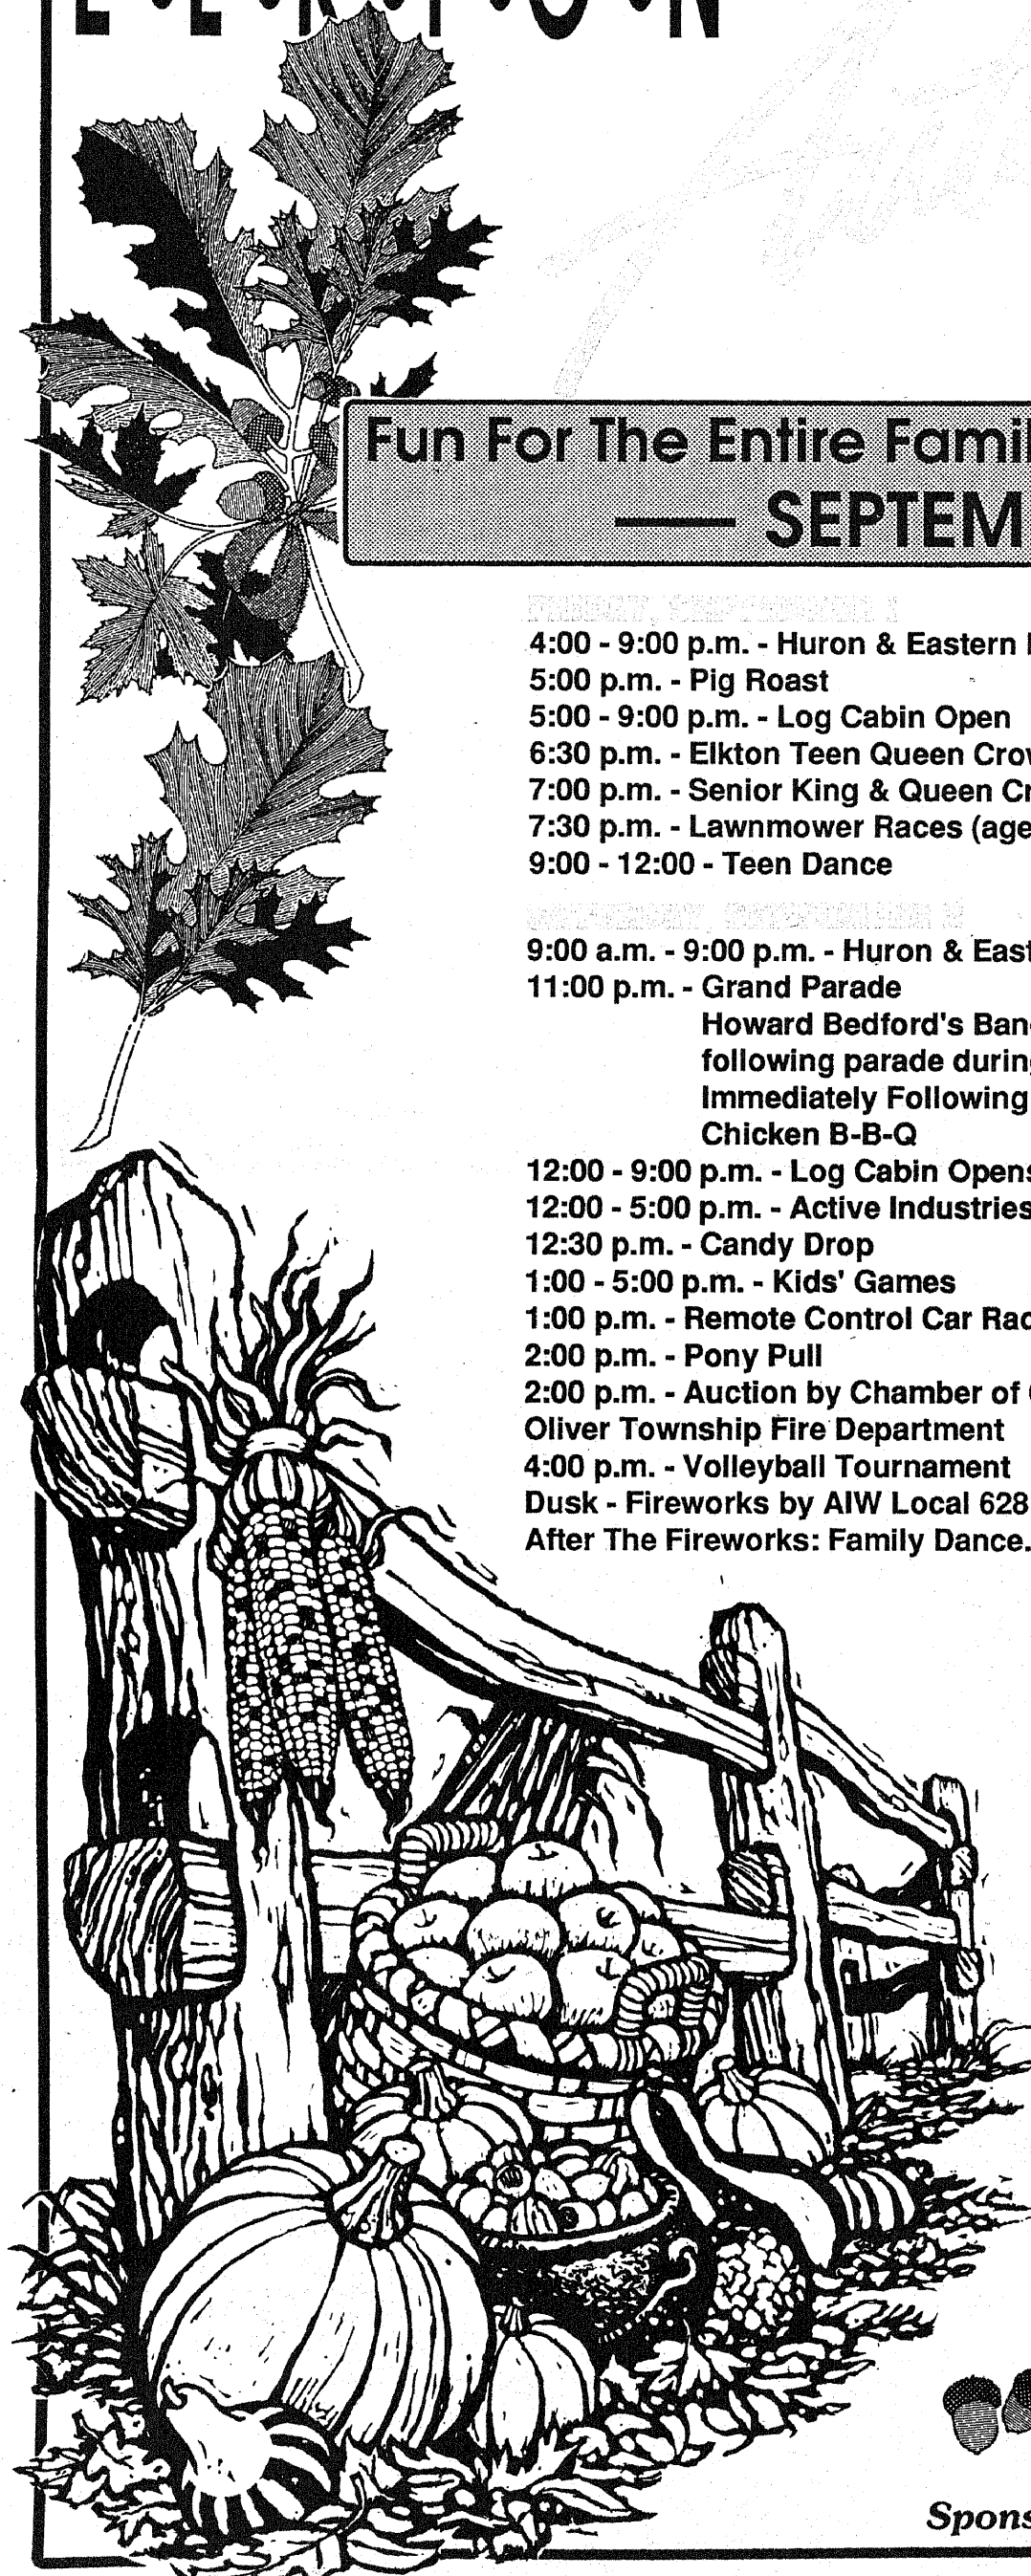 E • L • K • T • O • N
Fun For The Entire Famil
— SEPTEM
4:00 - 9:00 p.m. - Huron & Eastern
5:00 p.m. - Pig Roast
5:00 - 9:00 p.m. - Log Cabin Open
6:30 p.m. - Elkton Teen Queen Crow
7:00 p.m. - Senior King & Queen Cr
7:30 p.m. - Lawnmower Races (age
9:00 - 12:00 - Teen Dance
9:00 a.m. - 9:00 p.m. - Huron & East
11:00 p.m. - Grand Parade
Howard Bedford's Ban
following parade during
Immediately Following
Chicken B-B-Q
12:00 - 9:00 p.m. - Log Cabin Opens
12:00 - 5:00 p.m. - Active Industries
12:30 p.m. - Candy Drop
1:00 - 5:00 p.m. - Kids' Games
1:00 p.m. - Remote Control Car Rac
2:00 p.m. - Pony Pull
2:00 p.m. - Auction by Chamber of
Oliver Township Fire Department
4:00 p.m. - Volleyball Tournament
Dusk - Fireworks by AIW Local 628
After The Fireworks: Family Dance.
Spons